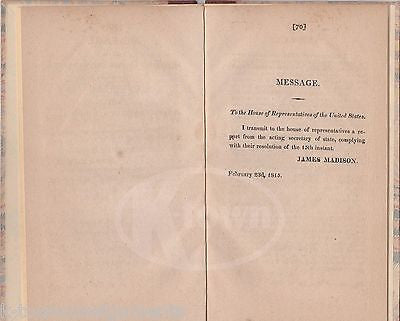 [70]
MESSAGE.
To the House of Representatives of the United States.
I transmit to the house of representatives a re-
port from the acting secretary of state, complying
with their resolution of the 15th instant.
JAMES MADISON.
February 23d, 1815.